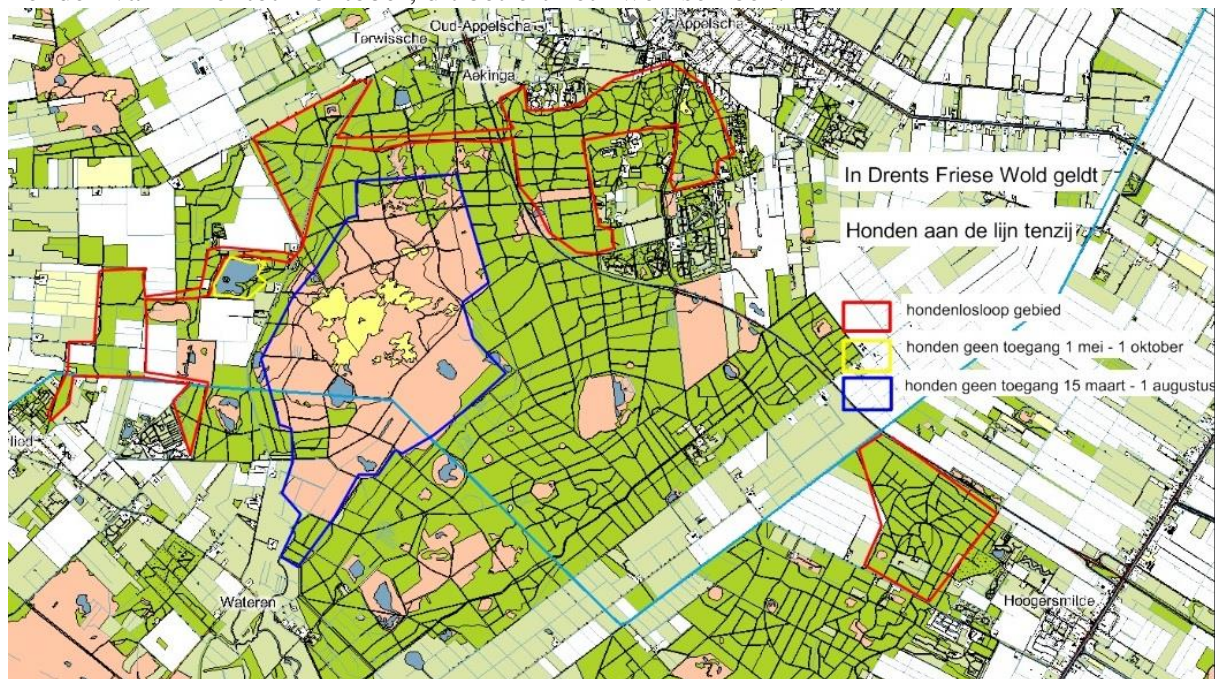 Oud-Appelscha
Appelscha
Terwissche
Aekinga
In Drents Friese Wold geldt
Honden aan de lijn tenzij
hondenlosloop gebied
honden geen toegang 1 mei - 1 oktober
honden geen toegang 15 maart - 1 augustus
Wateren
Hoogersmilde